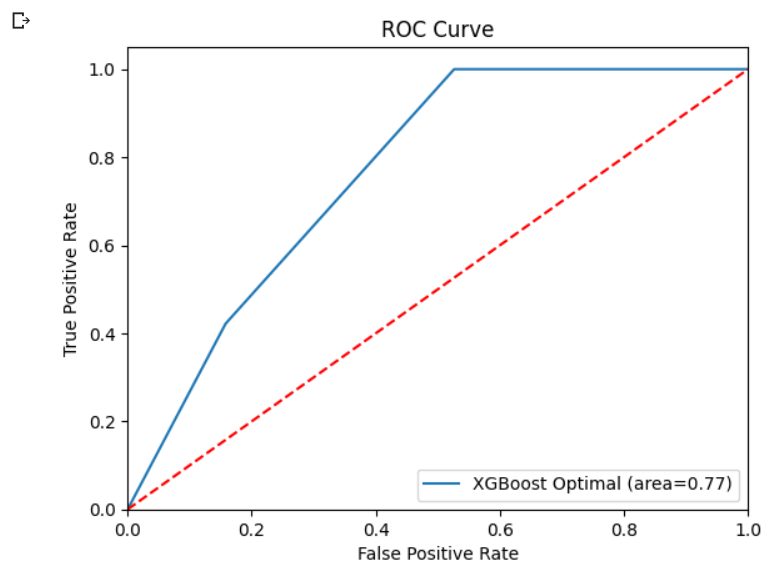 ROC Curve
True Positive Rate
1.0
0.8
0.6
0.4
0.2
0.0
XGBoost Optimal (area=0.77)
0.0 0.2 0.4 0.6 0.8 1.0
False Positive Rate